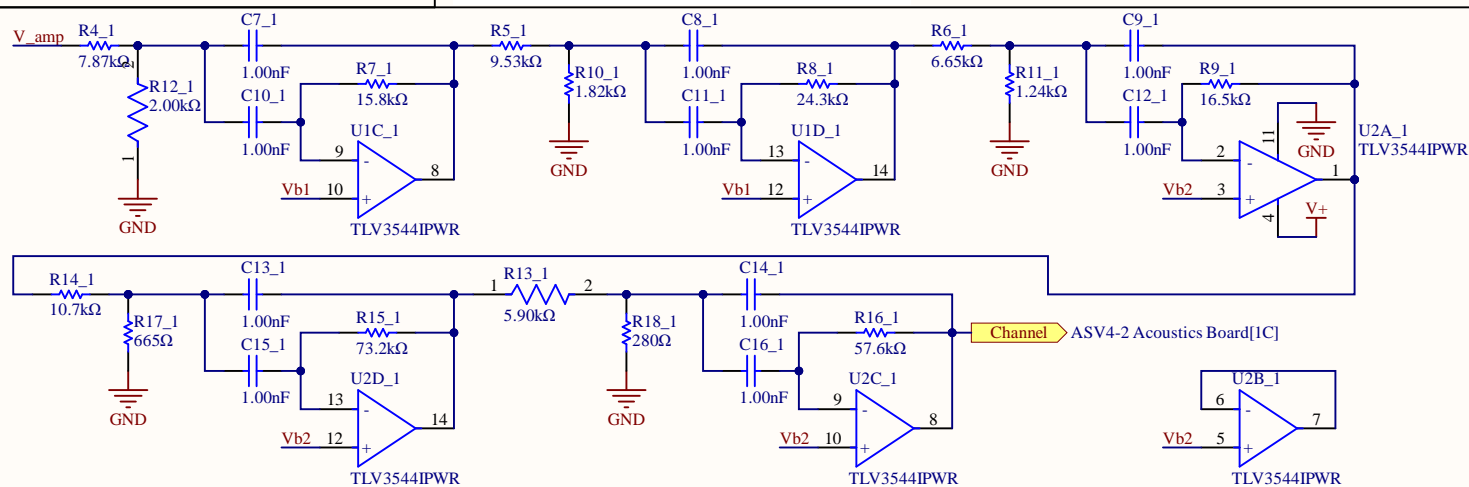 C7_1
C8_1
C9_1
V_amp
R4_1
R5_1
R6_1
7.87kΩ
2
1.00nF
R7_1
9.53kΩ
1.00nF
R8_1
6.65kΩ
1.00nF
R9_1
R12_1
2.00kΩ
C10_1
15.8kΩ
R10_1
1.82kΩ
C11_1
24.3kΩ
R11_1
1.24kΩ
C12_1
16.5kΩ
1
1.00nF
U1C_1
1.00nF
U1D_1
1.00nF
11
GND
U2A_1
TLV3544IPWR
9
-
8
13
-
14
2
-
1
GND
GND
Vb1
10
+
Vb1
12
+
Vb2
3
+
4
V+
GND
TLV3544IPWR
TLV3544IPWR
C13_1
C14_1
R14_1
1
R13_1
2
10.7kΩ
5.90kΩ
R17_1
665Ω
1.00nF
R15_1
R18_1
280Ω
1.00nF
R16_1
Channel
ASV4-2 Acoustics Board[1C]
C15_1
73.2kΩ
C16_1
57.6kΩ
1.00nF
U2D_1
1.00nF
U2C_1
U2B_1
GND
13
-
14
GND
9
-
8
6
-
7
Vb2
12
+
Vb2
10
+
Vb2
5
+
TLV3544IPWR
TLV3544IPWR
TLV3544IPWR